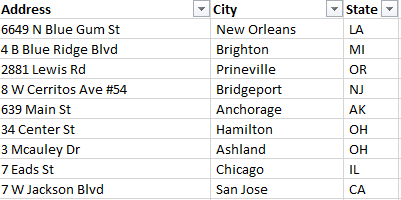 Address City State
6649 N Blue Gum St New Orleans LA
4 B Blue Ridge Blvd Brighton MI
2881 Lewis Rd Prineville OR
8 W Cerritos Ave #54 Bridgeport NJ
639 Main St Anchorage AK
34 Center St Hamilton OH
3 Mcauley Dr Ashland OH
7 Eads St Chicago IL
7 W Jackson Blvd San Jose CA